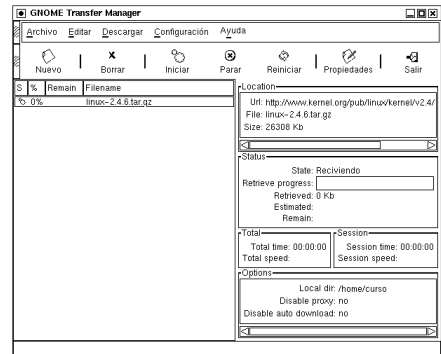 GNOME Transfer Manager
Archivo Editar Descargar Configuración Ayuda
Nuevo Borrar Iniciar Parar Reiniciar Propiedades Salir
S % Remain Filename
0% linux-2.4.6.tar.gz
Location
Url: http://www.kernel.org/pub/linux/kernel/v2.4/
File: linux-2.4.6.tar.gz
Size: 26308 Kb
Status
State: Reciviendo
Retrieve progress:
Retrieved: 0 Kb
Estimated:
Remain:
Total
Total time: 00:00:00
Total speed:
Session
Session time: 00:00:00
Session speed:
Options
Local dir: /home/curso
Disable proxy: no
Disable auto download: no